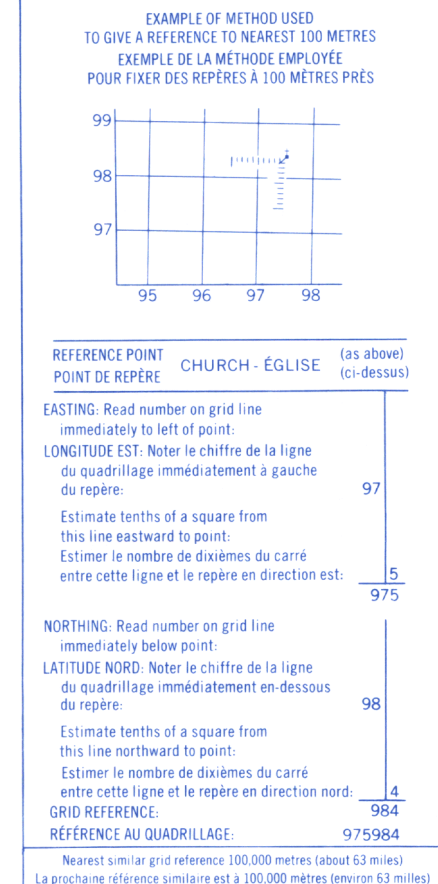 EXAMPLE OF METHOD USED
TO GIVE A REFERENCE TO NEAREST 100 METRES
EXEMPLE DE LA MÉTHODE EMPLOYÉE
POUR FIXER DES REPÈRES À 100 MÈTRES PRÈS
99
98
97
95 96 97 98
REFERENCE POINT
POINT DE REPÈRE
CHURCH - ÉGLISE
(as above)
(ci-dessus)
EASTING: Read number on grid line
immediately to left of point:
LONGITUDE EST: Noter le chiffre de la ligne
du quadrillage immédiatement à gauche
du repère: 97
Estimate tenths of a square from
this line eastward to point:
Estimer le nombre de dixièmes du carré
entre cette ligne et le repère en direction est: 5
975
NORTHING: Read number on grid line
immediately below point:
LATITUDE NORD: Noter le chiffre de la ligne
du quadrillage immédiatement en-dessous
du repère: 98
Estimate tenths of a square from
this line northward to point:
Estimer le nombre de dixièmes du carré
entre cette ligne et le repère en direction nord: 4
GRID REFERENCE: 984
RÉFÉRENCE AU QUADRILLAGE: 975984
Nearest similar grid reference 100,000 metres (about 63 miles)
La prochaine référence similaire est à 100,000 mètres (environ 63 milles)